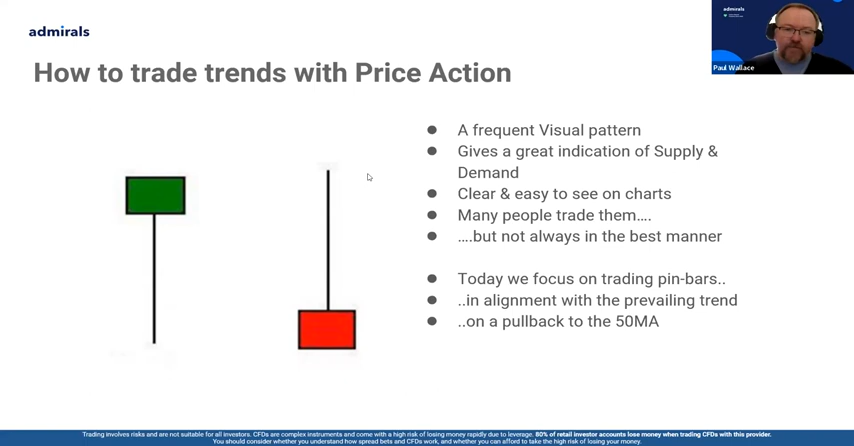 admirals
admirals
Paul Wallace
How to trade trends with Price Action
● A frequent Visual pattern
● Gives a great indication of Supply &
Demand
● Clear & easy to see on charts
● Many people trade them….
● ….but not always in the best manner
● Today we focus on trading pin-bars..
● ..in alignment with the prevailing trend
● ..on a pullback to the 50MA
Trading involves risks and are not suitable for all investors. CFDs are complex instruments and come with a high risk of losing money rapidly due to leverage. 80% of retail investor accounts lose money when trading CFDs with this provider.
You should consider whether you understand how spread bets and CFDs work, and whether you can afford to take the high risk of losing your money.